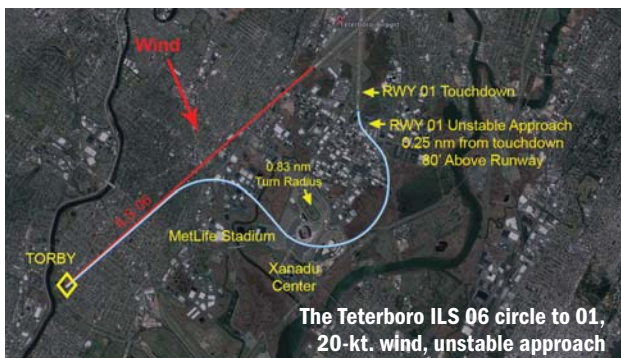 Teterboro Airport
Wind
RWY 01 Touchdown
RWY 01 Unstable Approach
0.25 nm from touchdown
80' Above Runway
0.83 nm
Turn Radius
ILS 06
MetLife Stadium
TORBY
Xanadu
Center
The Teterboro ILS 06 circle to 01,
20-kt. wind, unstable approach